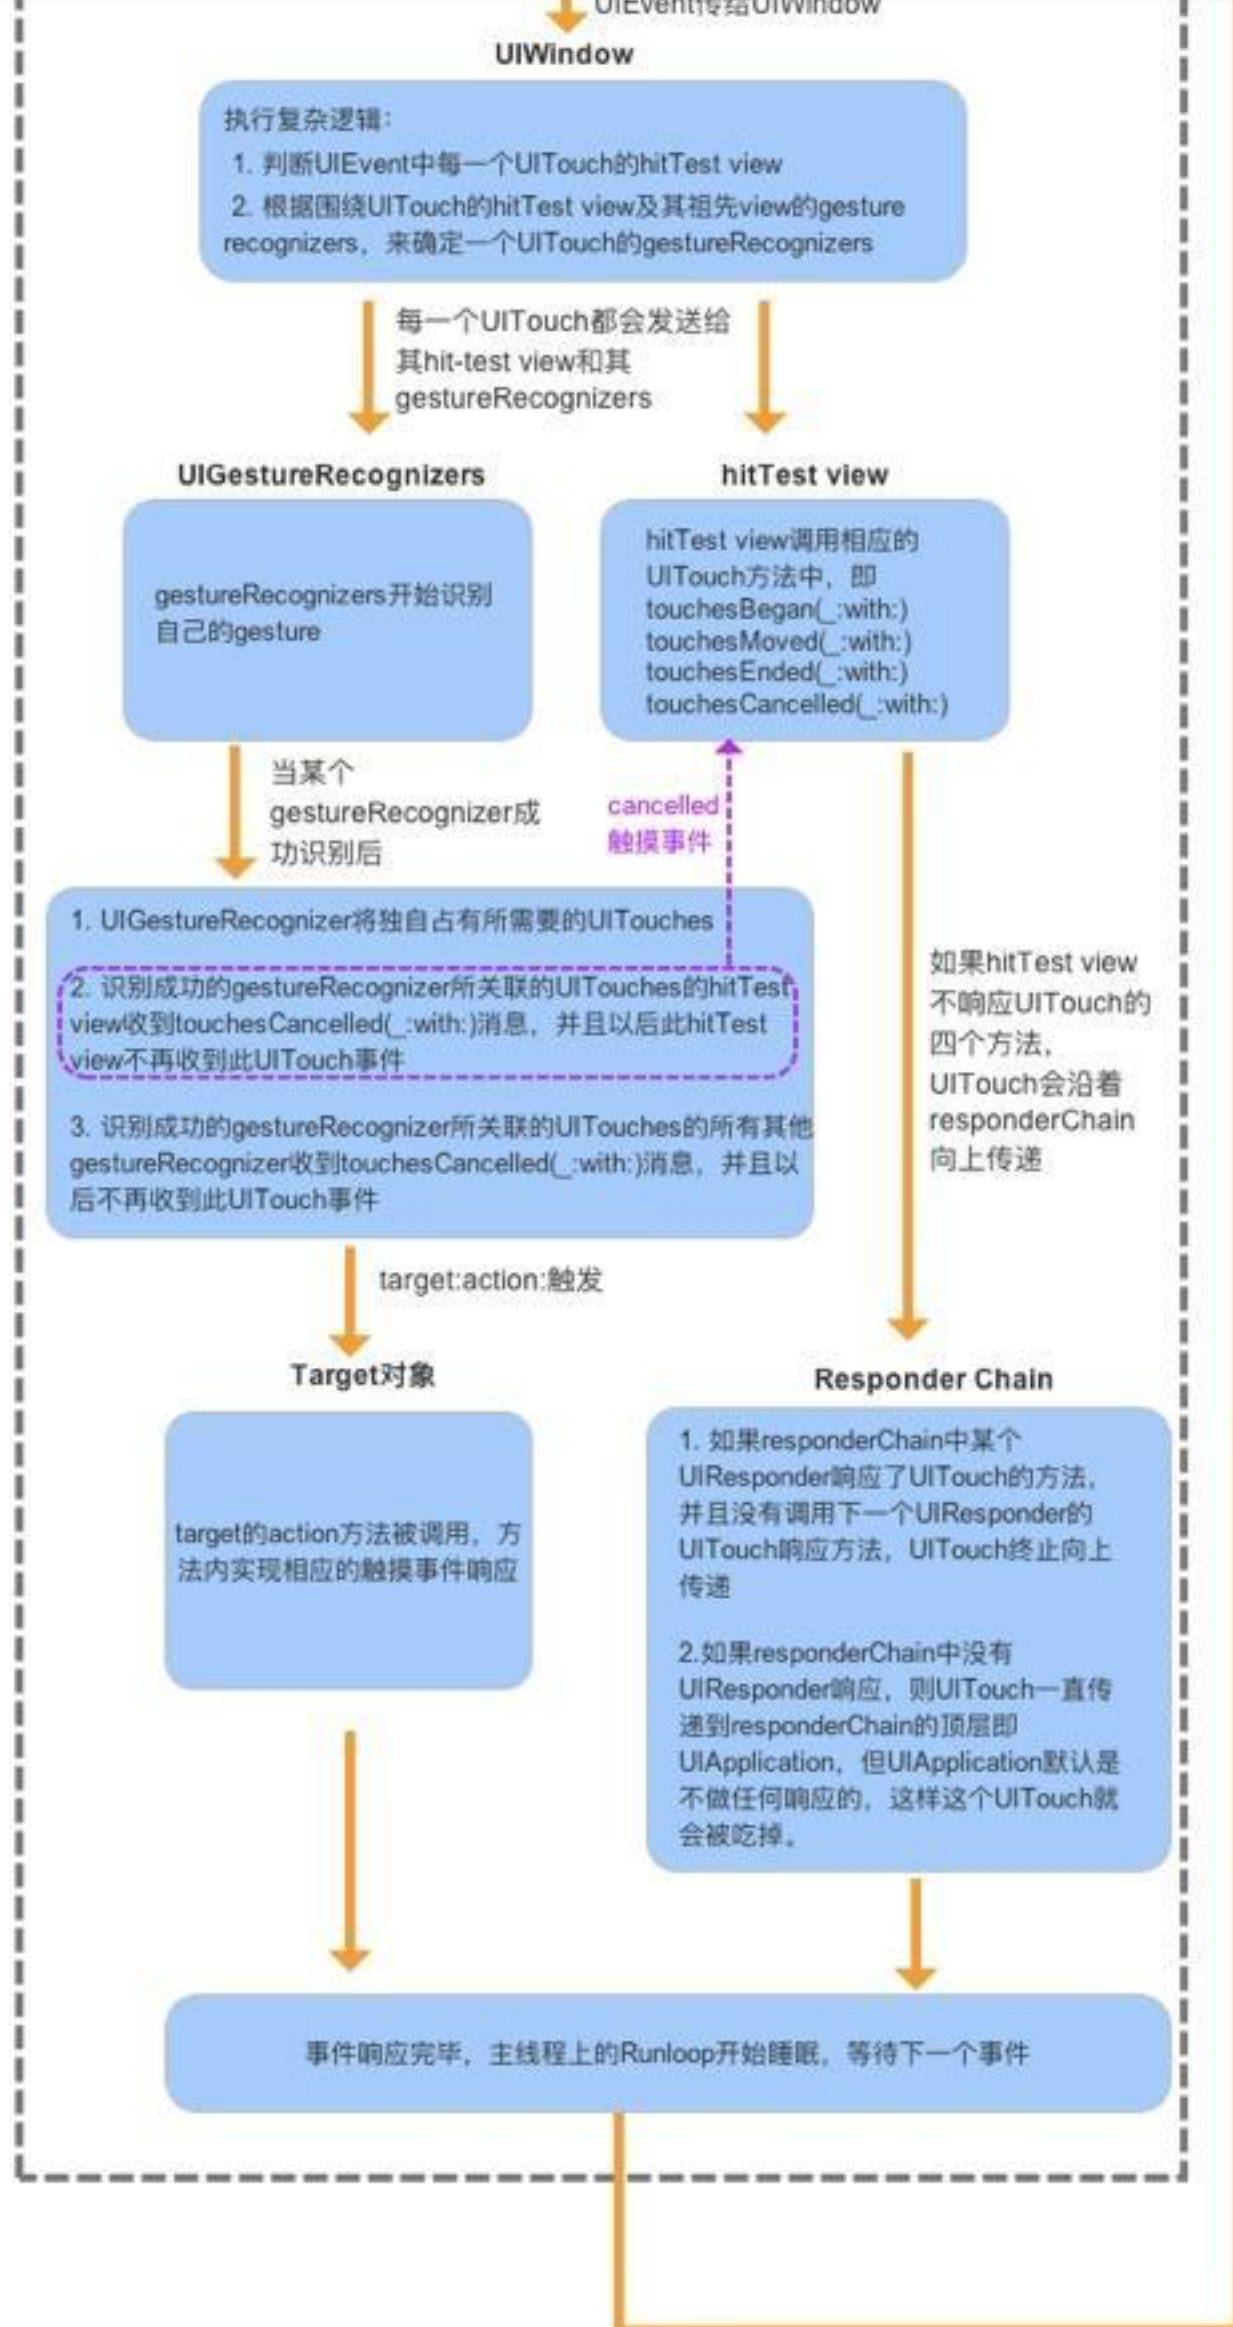 UIEvent传给UIWindow
UIWindow
执行复杂逻辑：
1. 判断UIEvent中每一个UITouch的hitTest view
2. 根据围绕UITouch的hitTest view及其祖先view的gesture
recognizers，来确定一个UITouch的gestureRecognizers
每一个UITouch都会发送给
其hit-test view和其
gestureRecognizers
UIGestureRecognizers
gestureRecognizers开始识别
自己的gesture
hitTest view
hitTest view调用相应的
UITouch方法中，即
touchesBegan(_:with:)
touchesMoved(_:with:)
touchesEnded(_:with:)
touchesCancelled(_:with:)
当某个
gestureRecognizer成
功识别后
cancelled
触摸事件
1. UIGestureRecognizer将独自占有所需要的UITouches
2. 识别成功的gestureRecognizer所关联的UITouches的hitTest
view收到touchesCancelled(_:with:)消息，并且以后此hitTest
view不再收到此UITouch事件
3. 识别成功的gestureRecognizer所关联的UITouches的所有其他
gestureRecognizer收到touchesCancelled(_:with:)消息，并且以
后不再收到此UITouch事件
如果hitTest view
不响应UITouch的
四个方法，
UITouch会沿着
responderChain
向上传递
target:action:触发
Target对象
target的action方法被调用，方
法内实现相应的触摸事件响应
Responder Chain
1. 如果responderChain中某个
UIResponder响应了UITouch的方法，
并且没有调用下一个UIResponder的
UITouch响应方法，UITouch终止向上
传递
2.如果responderChain中没有
UIResponder响应，则UITouch一直传
递到responderChain的顶层即
UIApplication，但UIApplication默认是
不做任何响应的，这样这个UITouch就
会被吃掉。
事件响应完毕，主线程上的Runloop开始睡眠，等待下一个事件